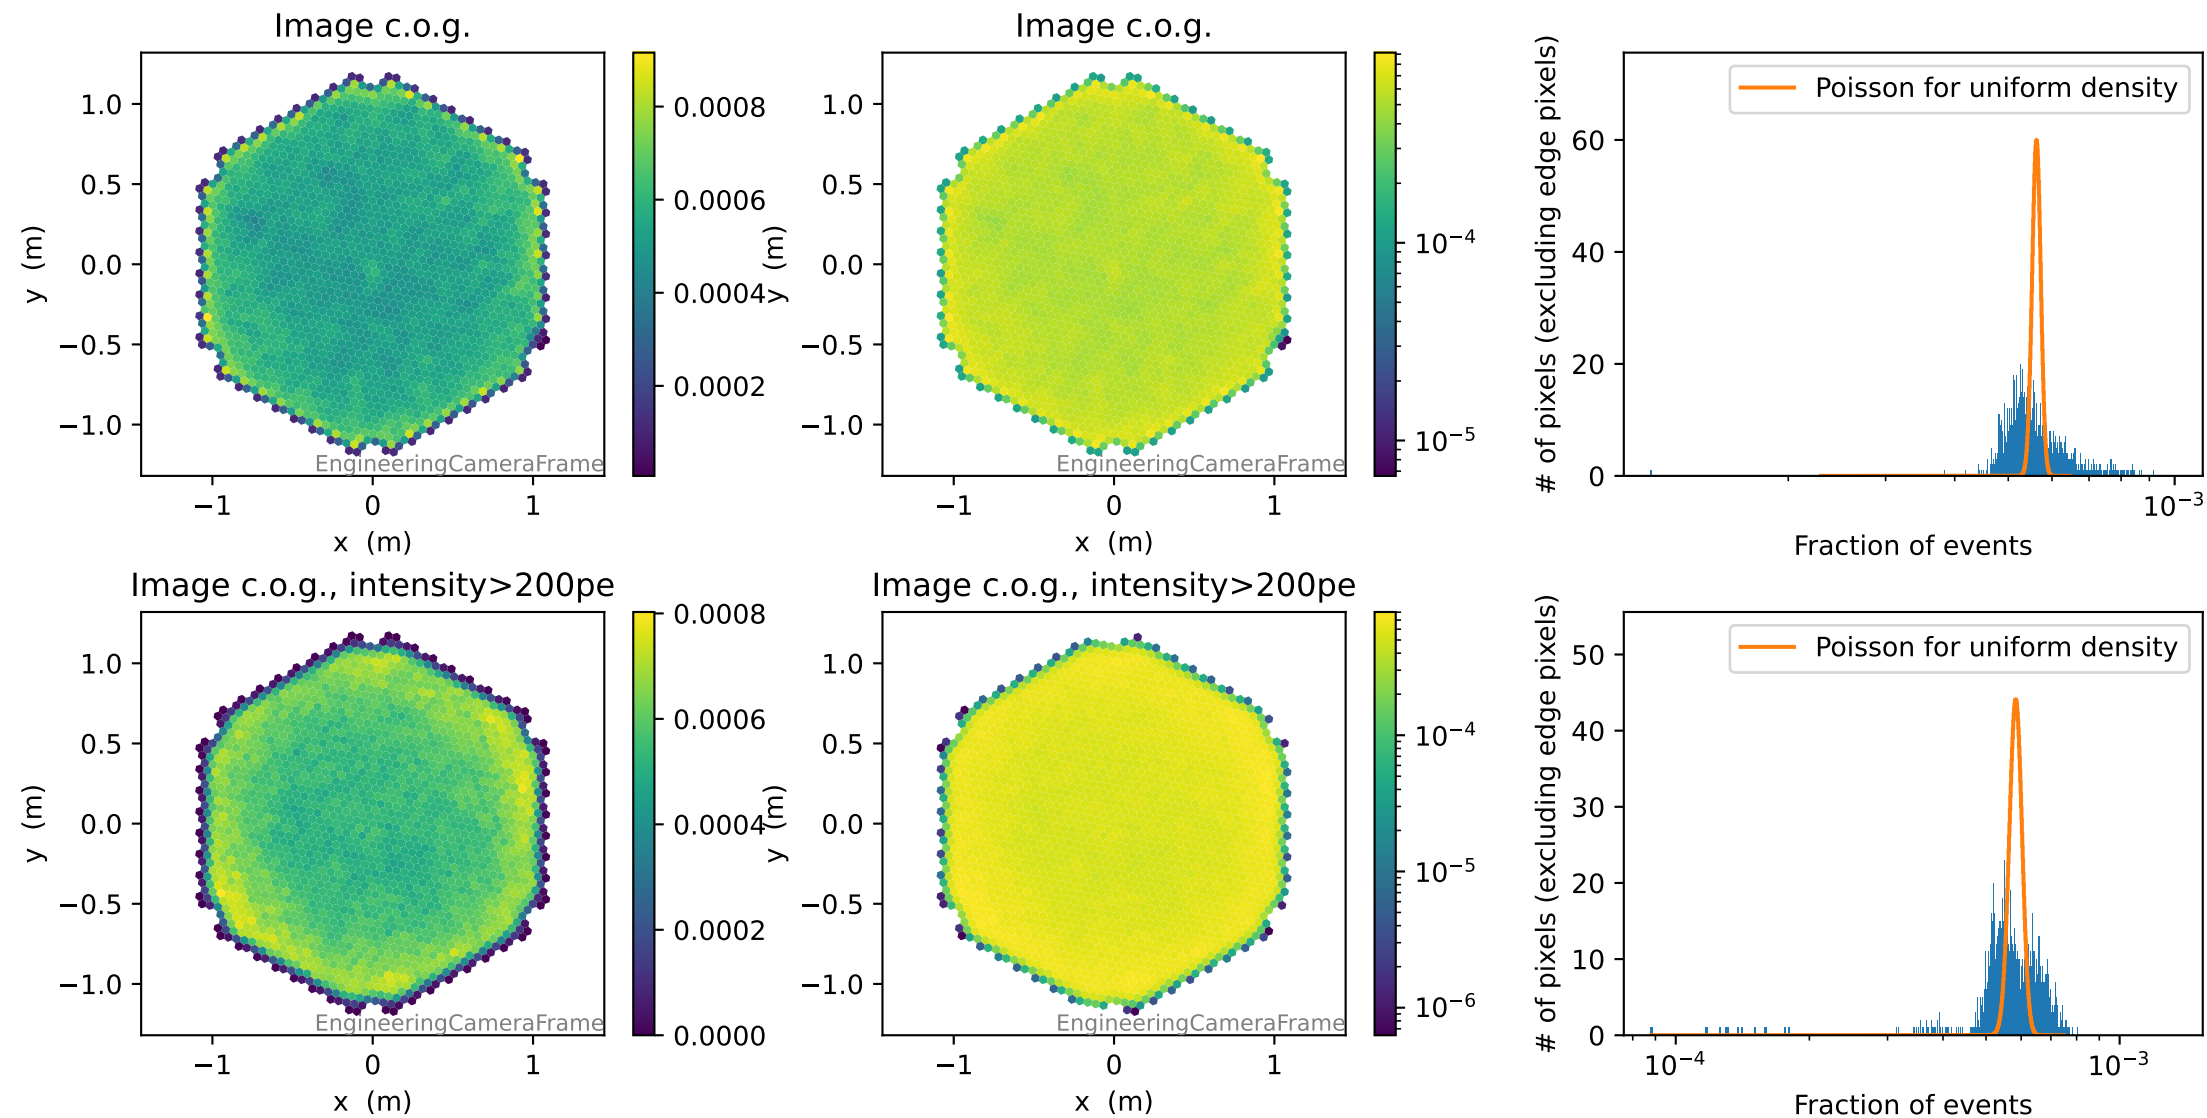 Image c.o.g.
1.0
0.5
0.0
−0.5
−1.0
y (m)
−1
0
1
x (m)
EngineeringCameraFrame
0.0008
0.0006
0.0004
0.0002
Image c.o.g.
1.0
0.5
0.0
−0.5
−1.0
y (m)
−1
0
1
x (m)
EngineeringCameraFrame
10⁻⁴
10⁻⁵
# of pixels (excluding edge pixels)
60
40
20
0
Poisson for uniform density
10⁻³
Fraction of events
Image c.o.g., intensity>200pe
1.0
0.5
0.0
−0.5
−1.0
y (m)
−1
0
1
x (m)
EngineeringCameraFrame
0.0008
0.0006
0.0004
0.0002
0.0000
Image c.o.g., intensity>200pe
1.0
0.5
0.0
−0.5
−1.0
y (m)
−1
0
1
x (m)
EngineeringCameraFrame
10⁻⁴
10⁻⁵
10⁻⁶
# of pixels (excluding edge pixels)
50
40
30
20
10
0
Poisson for uniform density
10⁻⁴
10⁻³
Fraction of events